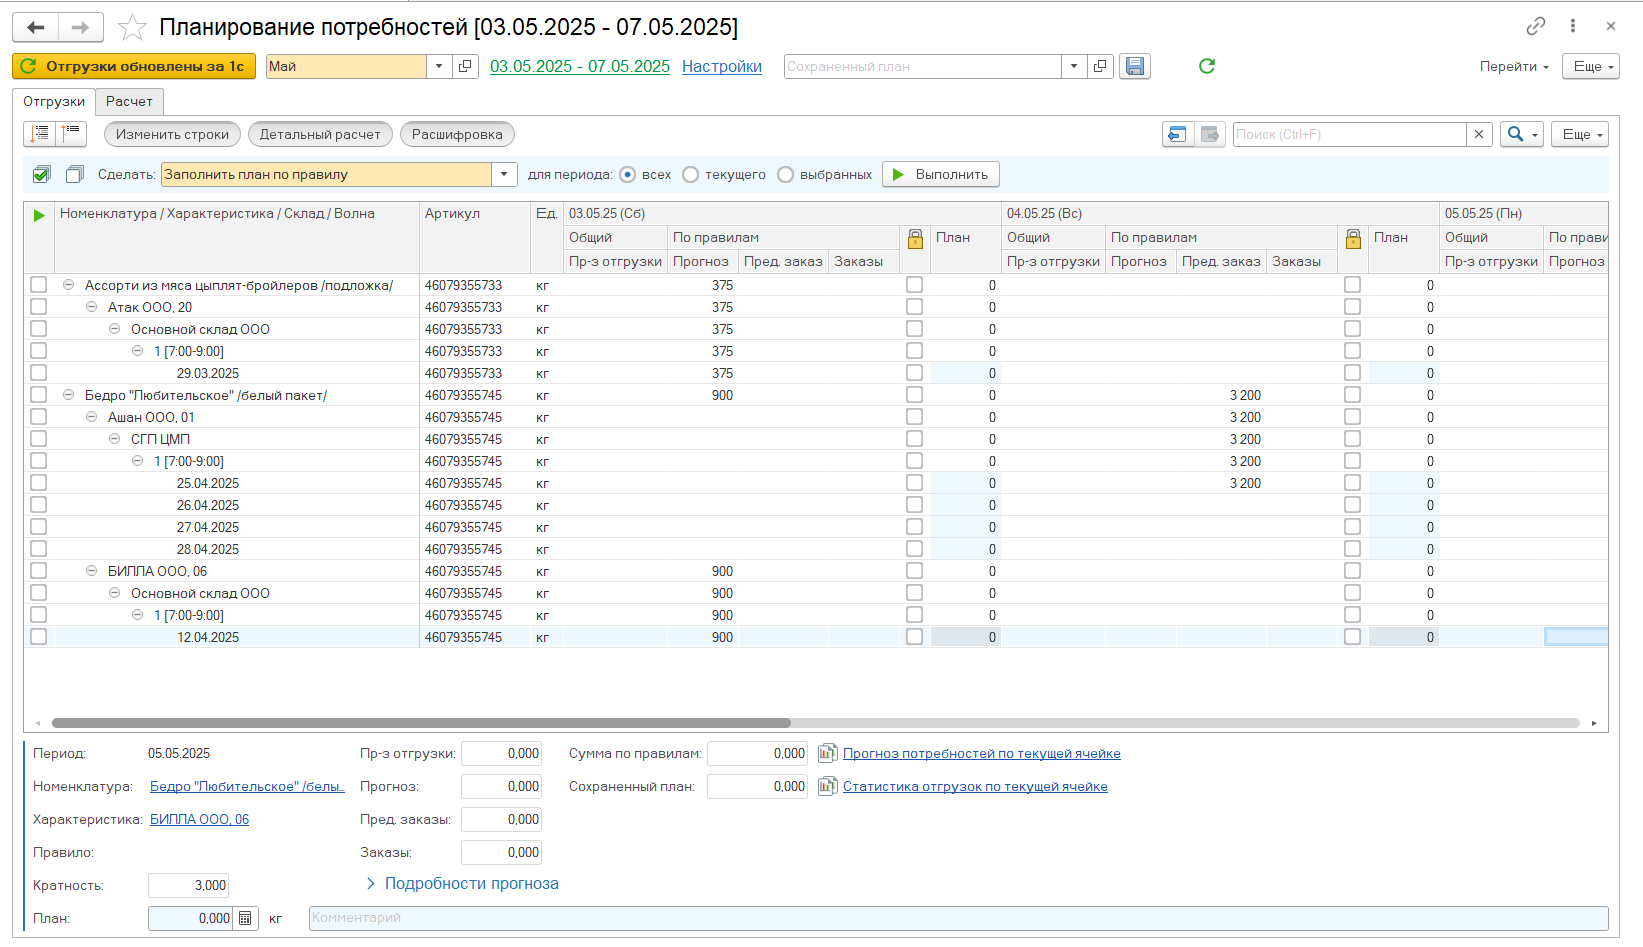 Планирование потребностей [03.05.2025 - 07.05.2025]
Отгрузки обновлены за 1с Май 03.05.2025 - 07.05.2025 Настройки Сохраненный план Перейти Еще
Отгрузки Расчет
Изменить строки Детальный расчет Расшифровка Поиск (Ctrl+F) × Еще
Сделать: Заполнить план по правилу для периода: всех текущего выбранных Выполнить
Номенклатура / Характеристика / Склад / Волна Артикул Ед. 03.05.25 (Сб) 04.05.25 (Вс) 05.05.25 (Пн)
Общий По правилам План Общий По правилам План Общий По прави
Пр-з отгрузки Прогноз Пред. заказ Заказы Пр-з отгрузки Прогноз Пред. заказ Заказы Пр-з отгрузки Прогноз
Ассорти из мяса цыплят-бройлеров /подложка/ 46079355733 кг 375 0 0
Атак ООО, 20 46079355733 кг 375 0 0
Основной склад ООО 46079355733 кг 375 0 0
1 [7:00-9:00] 46079355733 кг 375 0 0
29.03.2025 46079355733 кг 375 0 0
Бедро "Любительское" /белый пакет/ 46079355745 кг 900 0 3 200 0
Ашан ООО, 01 46079355745 кг 0 3 200 0
СГП ЦМП 46079355745 кг 0 3 200 0
1 [7:00-9:00] 46079355745 кг 0 3 200 0
25.04.2025 46079355745 кг 0 3 200 0
26.04.2025 46079355745 кг 0 0
27.04.2025 46079355745 кг 0 0
28.04.2025 46079355745 кг 0 0
БИЛЛА ООО, 06 46079355745 кг 900 0 0
Основной склад ООО 46079355745 кг 900 0 0
1 [7:00-9:00] 46079355745 кг 900 0 0
12.04.2025 46079355745 кг 900 0 0
Период: 05.05.2025 Пр-з отгрузки: 0,000 Сумма по правилам: 0,000 Прогноз потребностей по текущей ячейке
Номенклатура: Бедро "Любительское" /белы.. Прогноз: 0,000 Сохраненный план: 0,000 Статистика отгрузок по текущей ячейке
Характеристика: БИЛЛА ООО, 06 Пред. заказы: 0,000
Правило: Заказы: 0,000
Кратность: 3,000 Подробности прогноза
План: 0,000 кг Комментарий